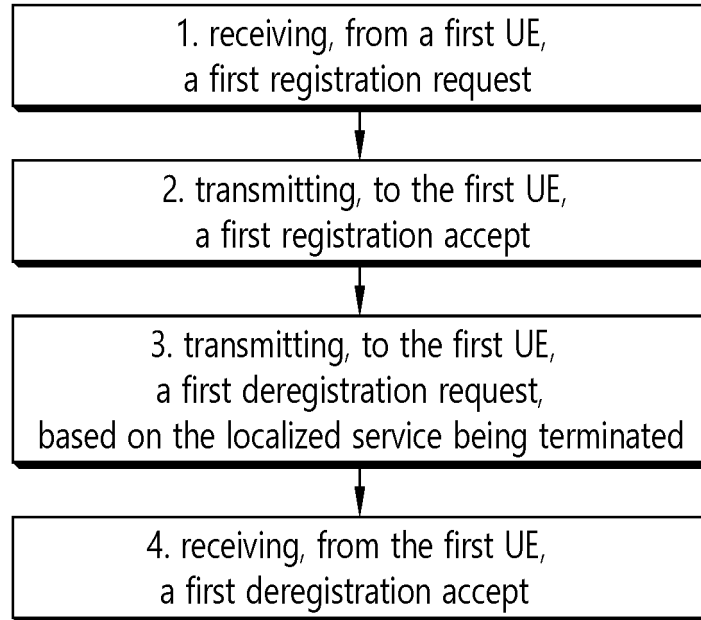 1. receiving, from a first UE,
a first registration request
2. transmitting, to the first UE,
a first registration accept
3. transmitting, to the first UE,
a first deregistration request,
based on the localized service being terminated
4. receiving, from the first UE,
a first deregistration accept